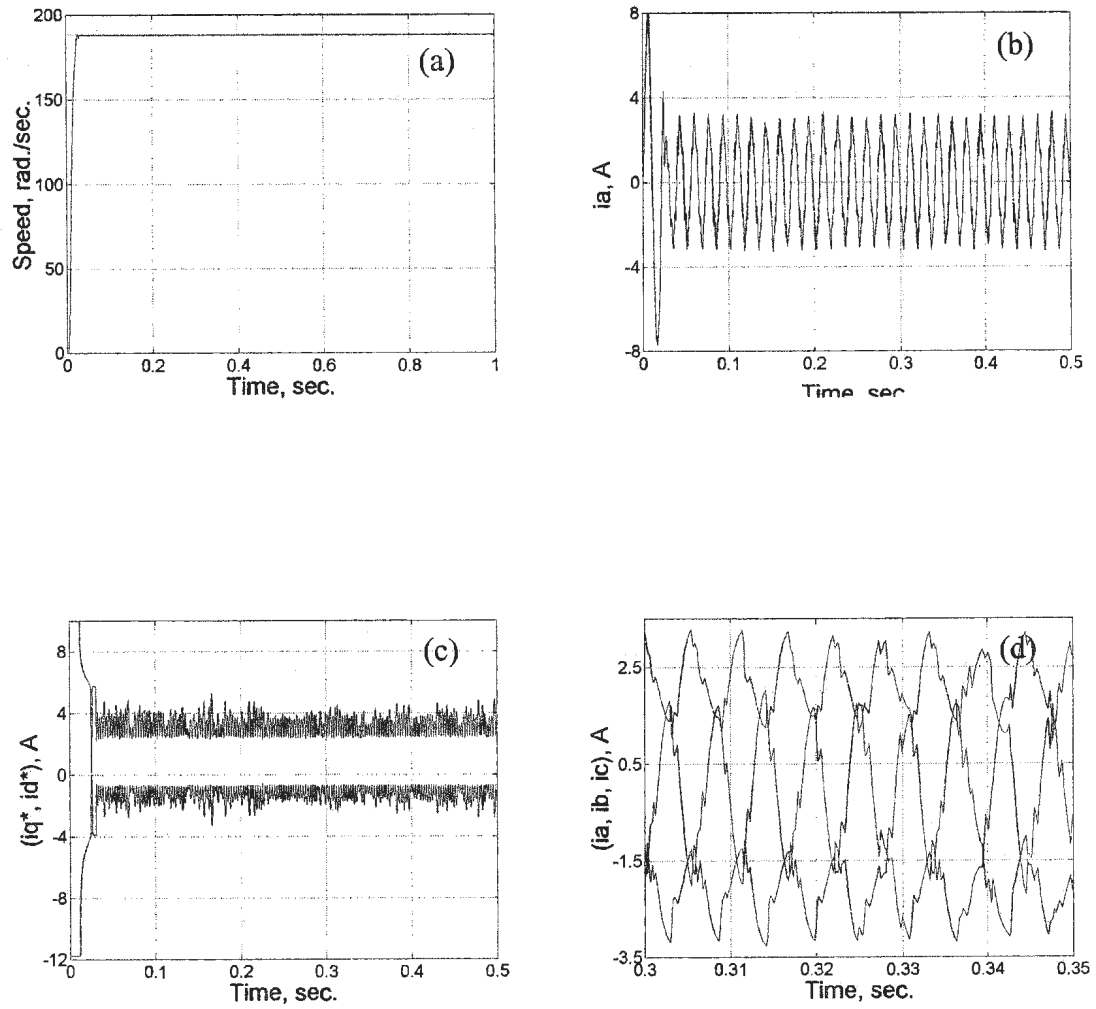 200
150
100
50
0
Speed, rad./sec.
(a)
0 0.2 0.4 0.6 0.8 1
Time, sec.
8
4
0
-4
-8
ia, A
(b)
0 0.1 0.2 0.3 0.4 0.5
Time, sec
8
4
0
-4
-8
-12
(iq*, id*), A
(c)
0 0.1 0.2 0.3 0.4 0.5
Time, sec.
2.5
0.5
-1.5
-3.5
(ia, ib, ic), A
(d)
0.3 0.31 0.32 0.33 0.34 0.35
Time, sec.